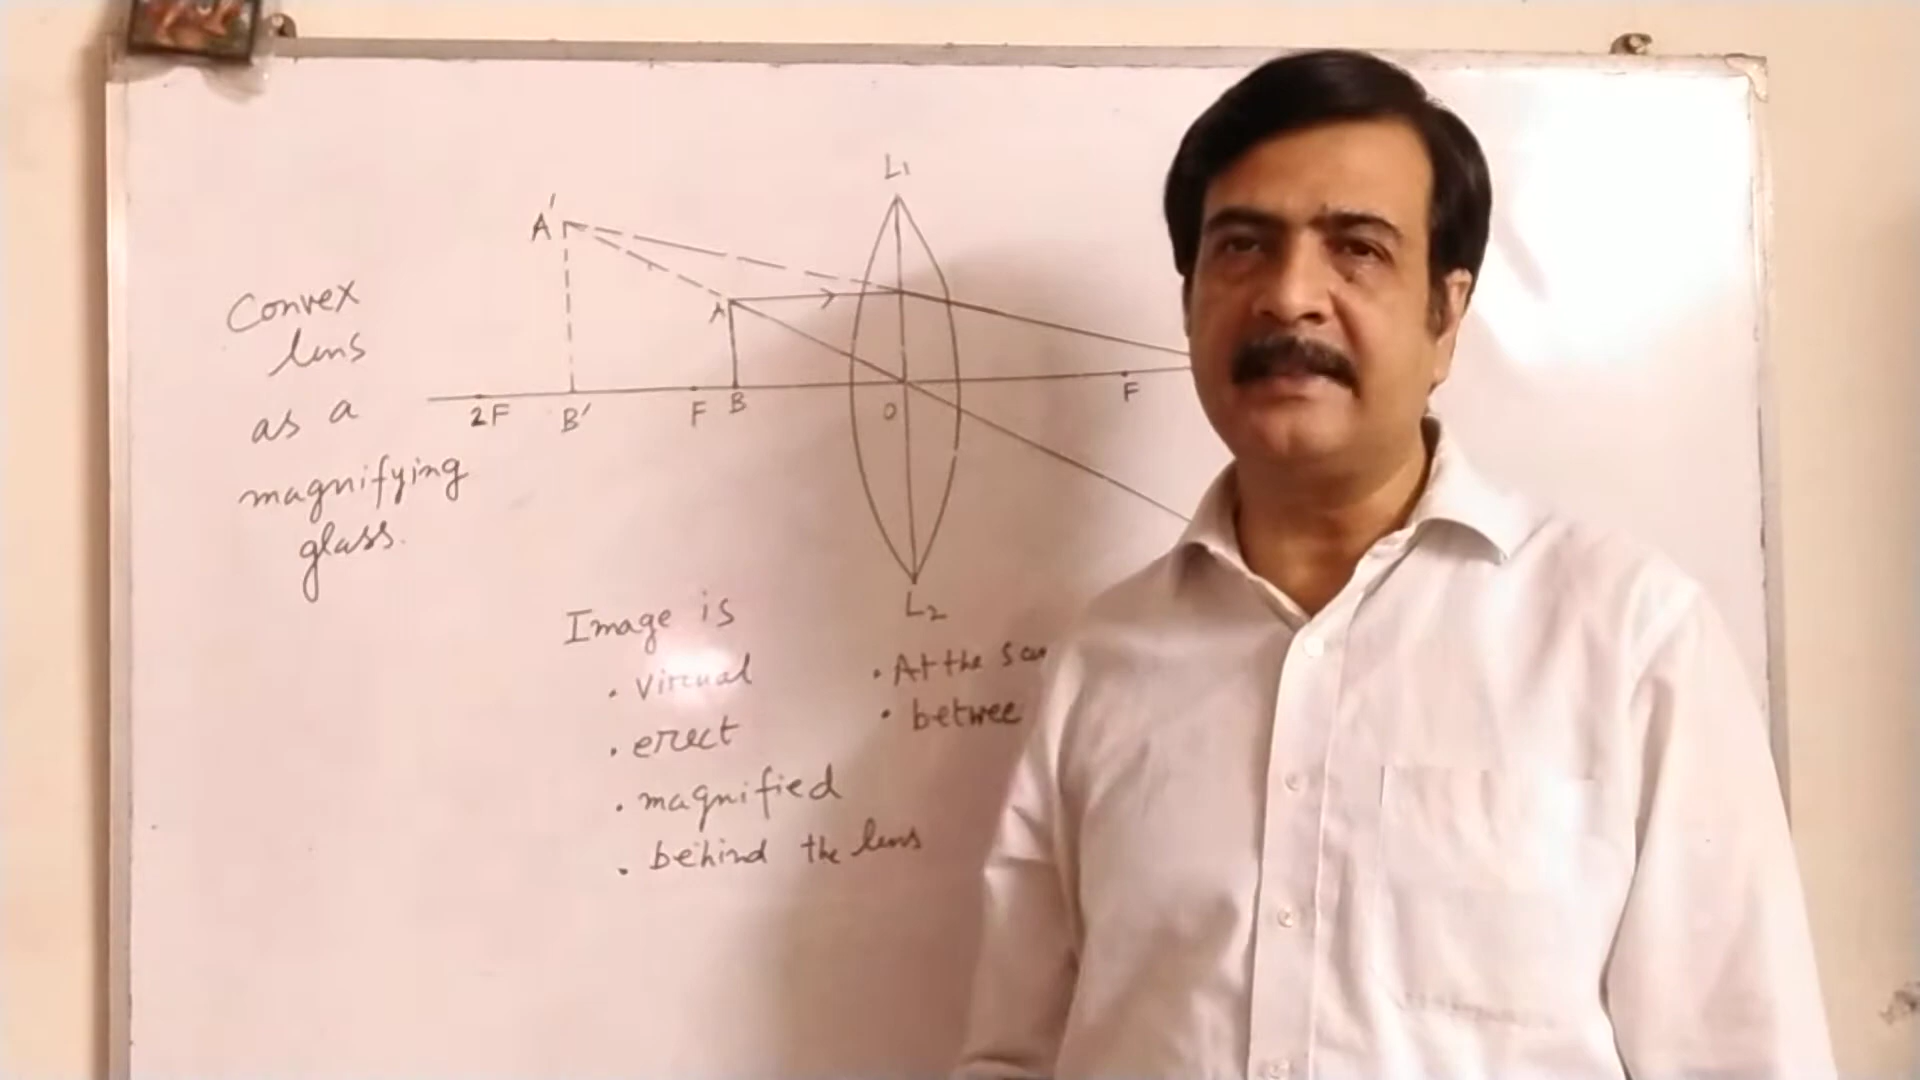 L1
A'
A
Convex
lens
as a
magnifying
glass.
2F B' F B O F
L2
Image is
• virtual
• erect
• magnified
• behind the lens
• At the
• betwee